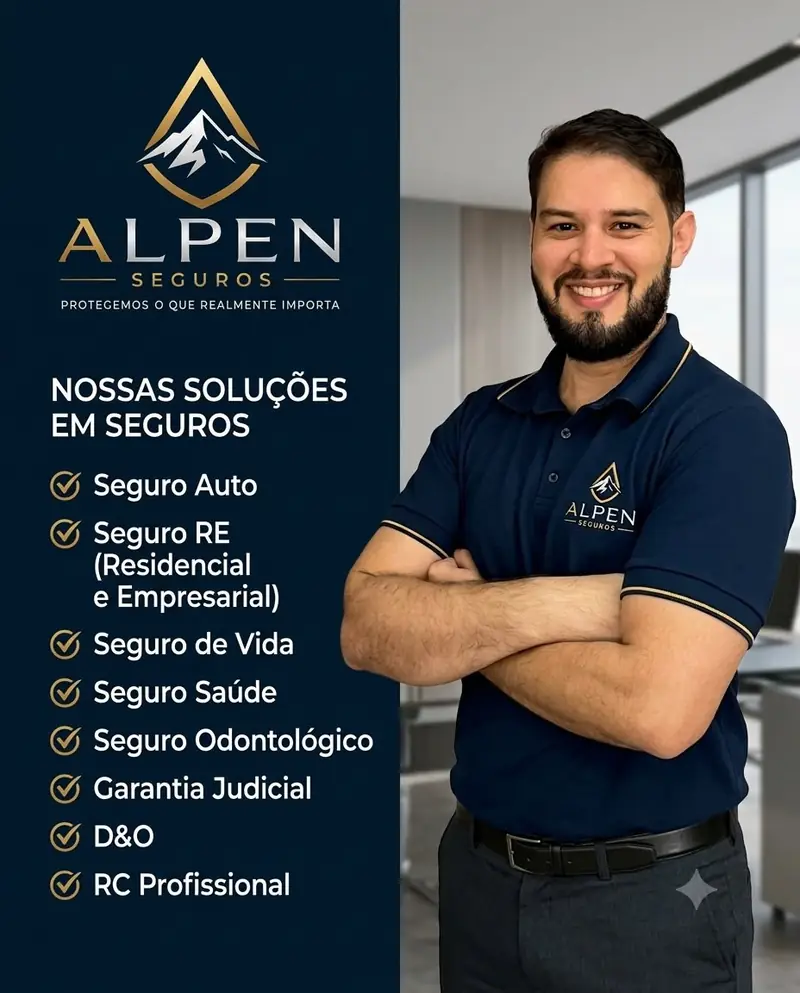 ALPEN
SEGUROS
PROTEGEMOS O QUE REALMENTE IMPORTA
NOSSAS SOLUÇÕES
EM SEGUROS
Seguro Auto
Seguro RE
(Residencial
e Empresarial)
Seguro de Vida
Seguro Saúde
Seguro Odontológico
Garantia Judicial
D&O
RC Profissional
ALPEN
SEGUROS